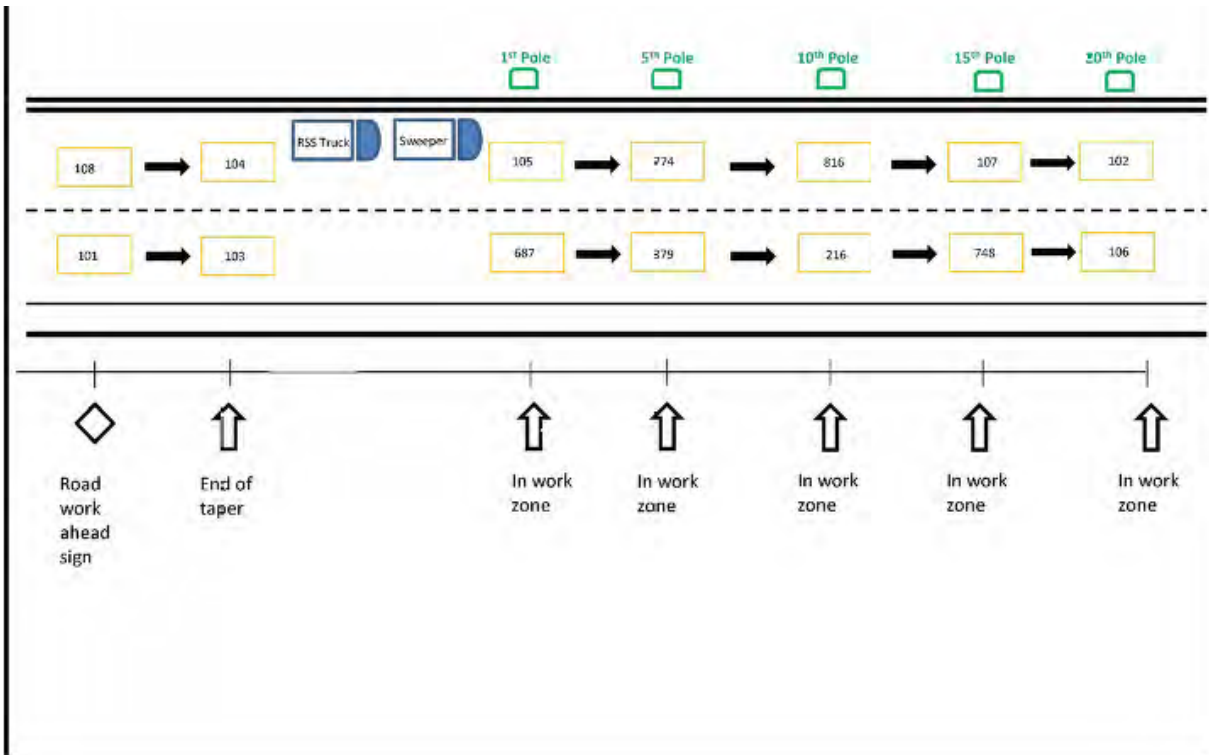 1st Pole 5th Pole 10th Pole 15th Pole 20th Pole
RSS Truck Sweeper
108 104 105 774 816 107 102
101 103 687 379 216 748 106
Road work ahead sign
End of taper
In work zone
In work zone
In work zone
In work zone
In work zone